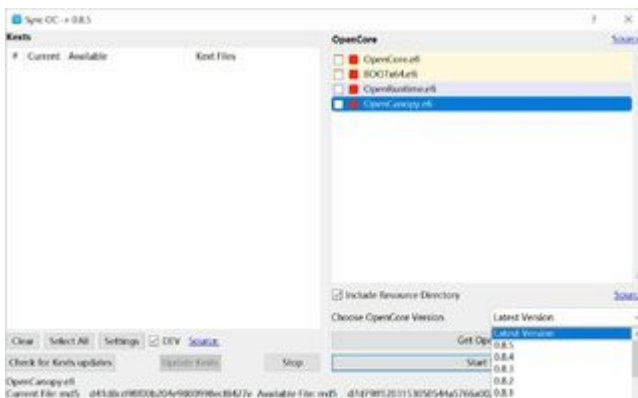 Sync OC -> 0.8.5
? ×
Kexts
# Current Available Kext Files
OpenCore
Source
OpenCore.efi
BOOTx64.efi
OpenRuntime.efi
OpenCanopy.efi
Include Resource Directory
Source
Choose OpenCore Version
Latest Version
Latest Version
0.8.5
0.8.4
0.8.3
0.8.2
0.8.1
Clear Select All Settings DEV Source
Get Op
Check for Kexts updates Update Kexts Stop
Start
OpenCanopy.efi
Current File: md5 Available File: md5